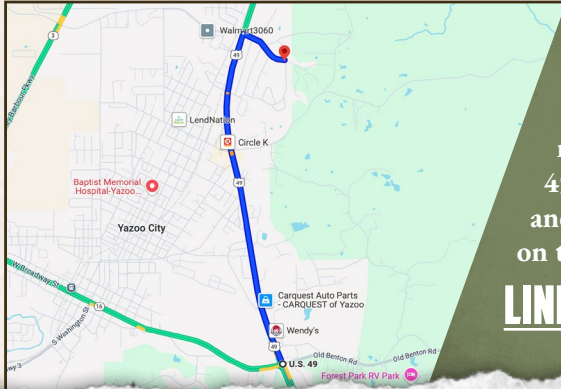 3
Walmart3060
49
LendNation
Circle K
49
Baptist Memorial
Hospital-Yazoo...
Yazoo City
W Broadway St
16
S Washington St
Carquest Auto Parts
- CARQUEST of Yazoo
Wendy's
49
U.S. 49
Old Benton Rd
Old Benton Rd
Forest Park RV Park
on t
LIN